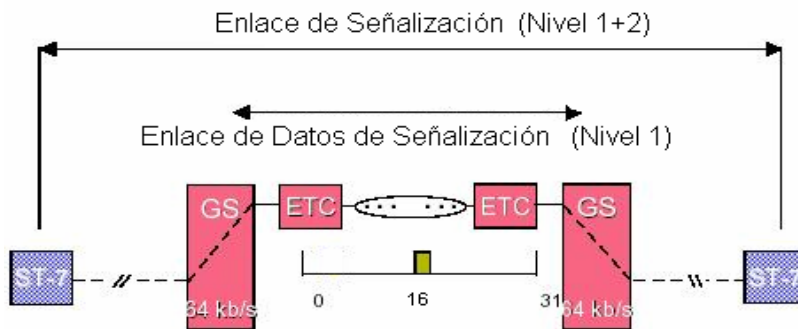 Enlace de Señalización (Nivel 1+2)
Enlace de Datos de Señalización (Nivel 1)
GS ETC ETC GS
ST-7 ST-7
0 16 31
64 kb/s 64 kb/s